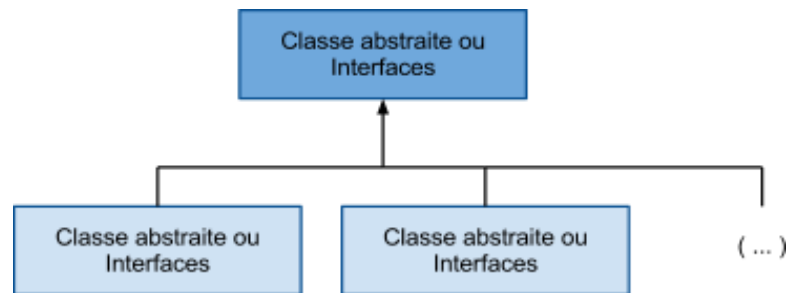 Classe abstraite ou
Interfaces
Classe abstraite ou
Interfaces
Classe abstraite ou
Interfaces
( ... )